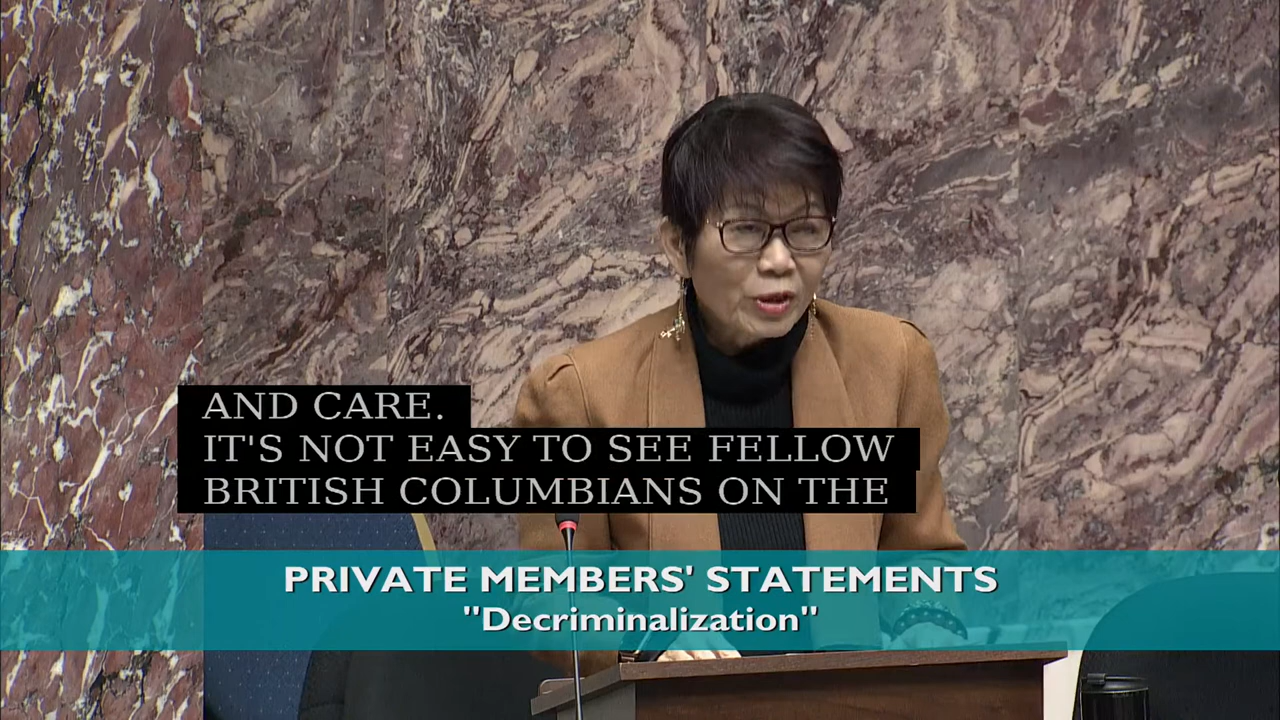 AND CARE.
IT'S NOT EASY TO SEE FELLOW
BRITISH COLUMBIANS ON THE
PRIVATE MEMBERS' STATEMENTS
"Decriminalization"